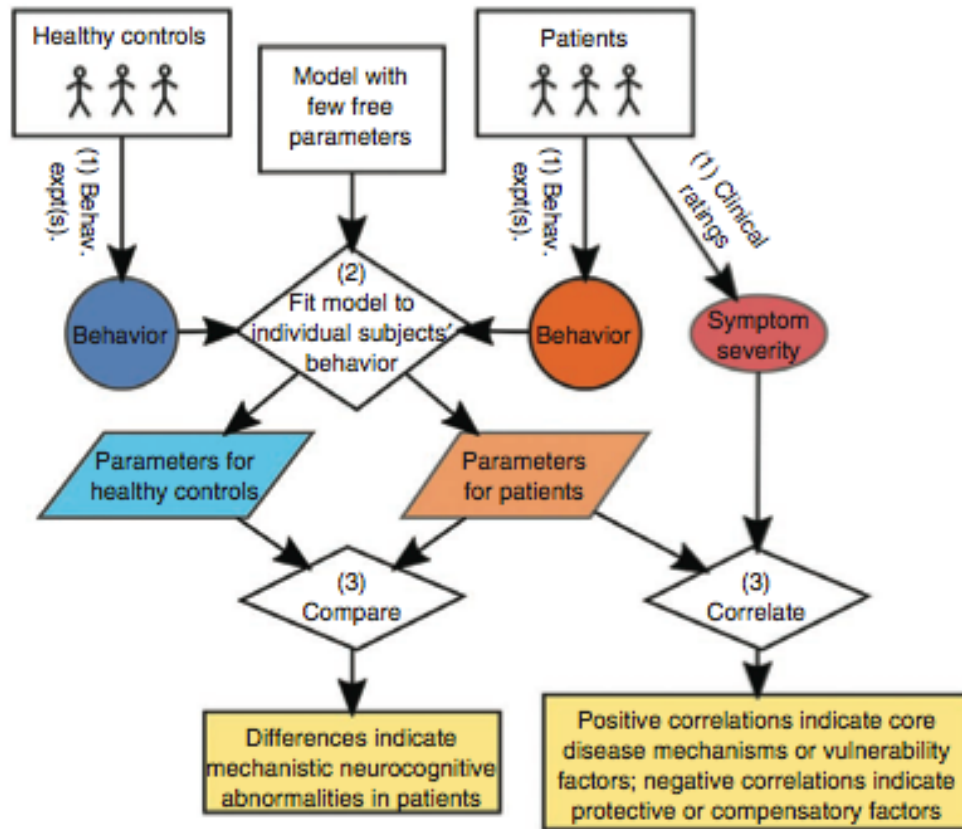 Healthy controls
Model with
few free
parameters
Patients
(1) Behav.
expt(s).
(1) Behav.
expt(s).
(1) Clinical
ratings
(2)
Fit model to
individual subjects'
behavior
Behavior
Behavior
Symptom
severity
Parameters for
healthy controls
Parameters
for patients
(3)
Compare
(3)
Correlate
Differences indicate
mechanistic neurocognitive
abnormalities in patients
Positive correlations indicate core
disease mechanisms or vulnerability
factors; negative correlations indicate
protective or compensatory factors